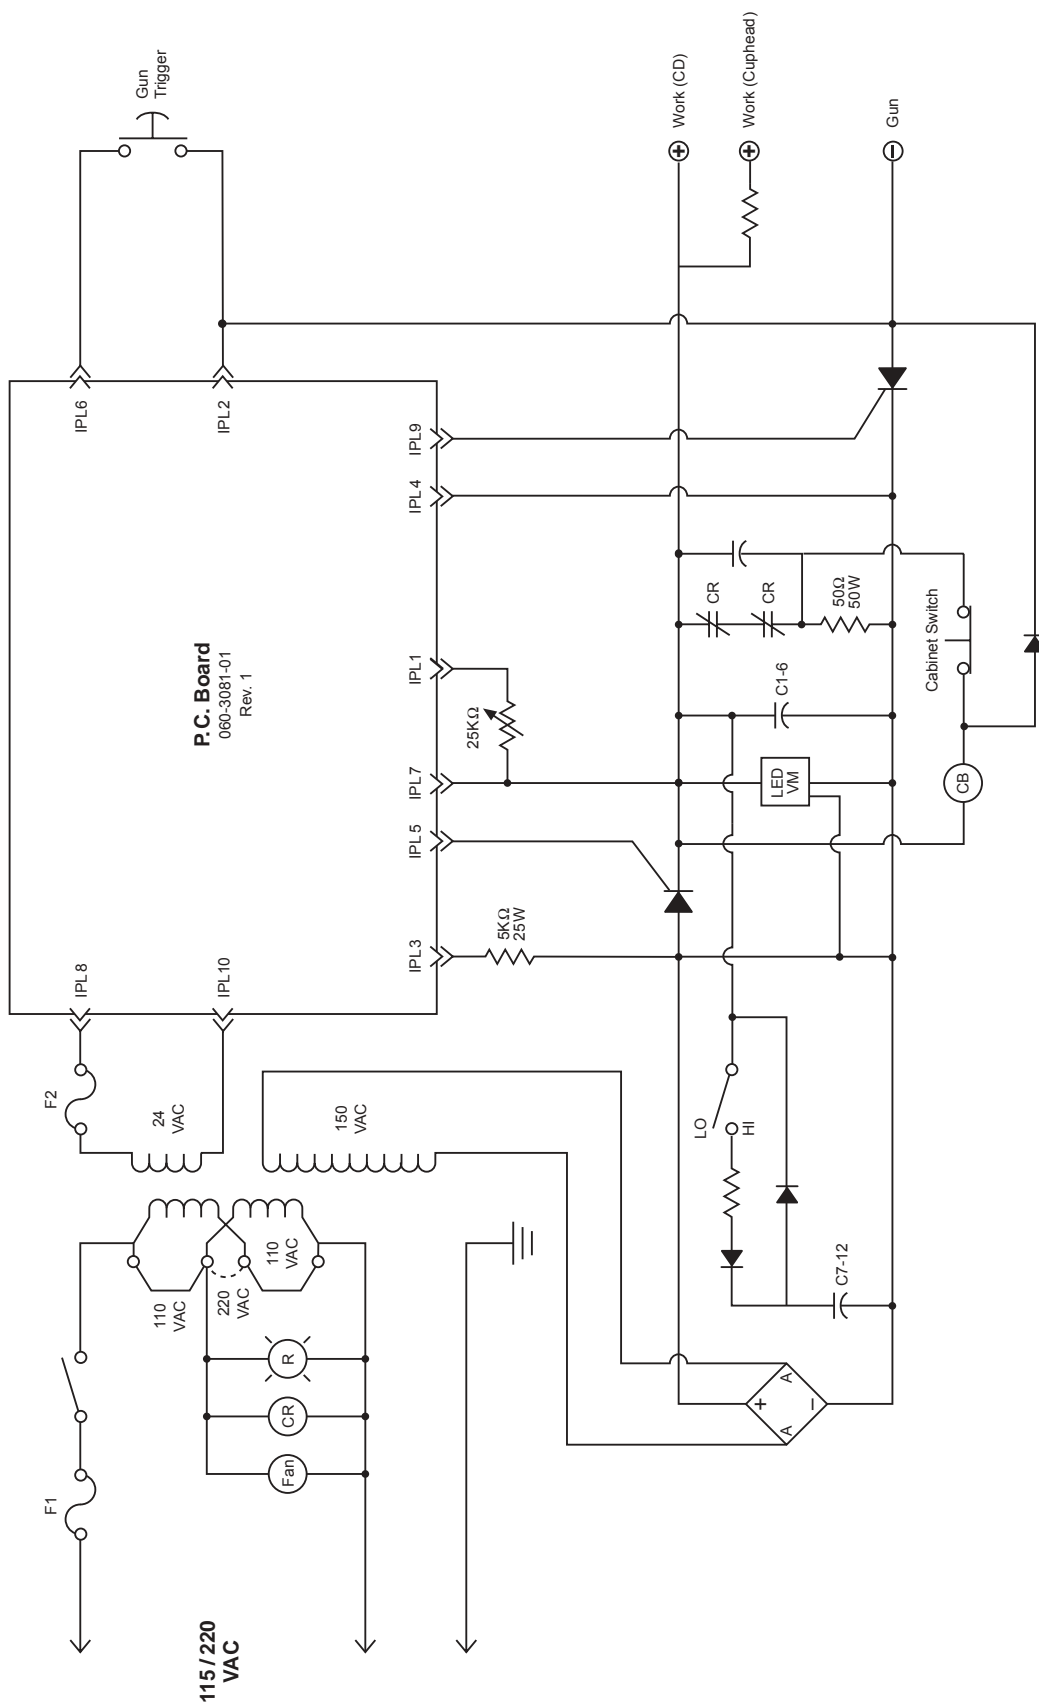 Gun
Trigger
Work (CD)
Work (Cuphead)
Gun
IPL6
IPL2
IPL9
IPL4
CR
CR
50Ω
50W
Cabinet Switch
P.C. Board
060-3081-01
Rev. 1
IPL1
25KΩ
C1-6
IPL7
LED
VM
CB
IPL5
IPL3
5KΩ
25W
IPL8
IPL10
F2
24
VAC
150
VAC
LO
HI
110
VAC
220
VAC
110
VAC
C7-12
R
CR
Fan
A
A
+
–
F1
115 / 220
VAC